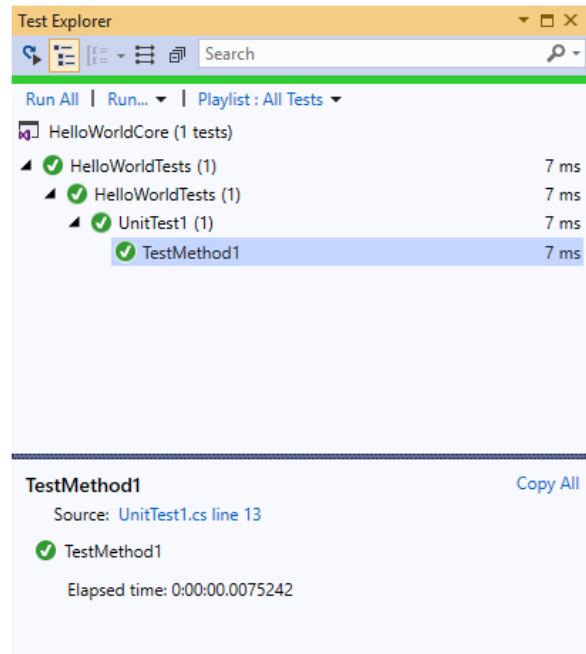 Test Explorer
Search
Run All | Run... | Playlist : All Tests
HelloWorldCore (1 tests)
HelloWorldTests (1) 7 ms
HelloWorldTests (1) 7 ms
UnitTest1 (1) 7 ms
TestMethod1 7 ms
TestMethod1 Copy All
Source: UnitTest1.cs line 13
TestMethod1
Elapsed time: 0:00:00.0075242